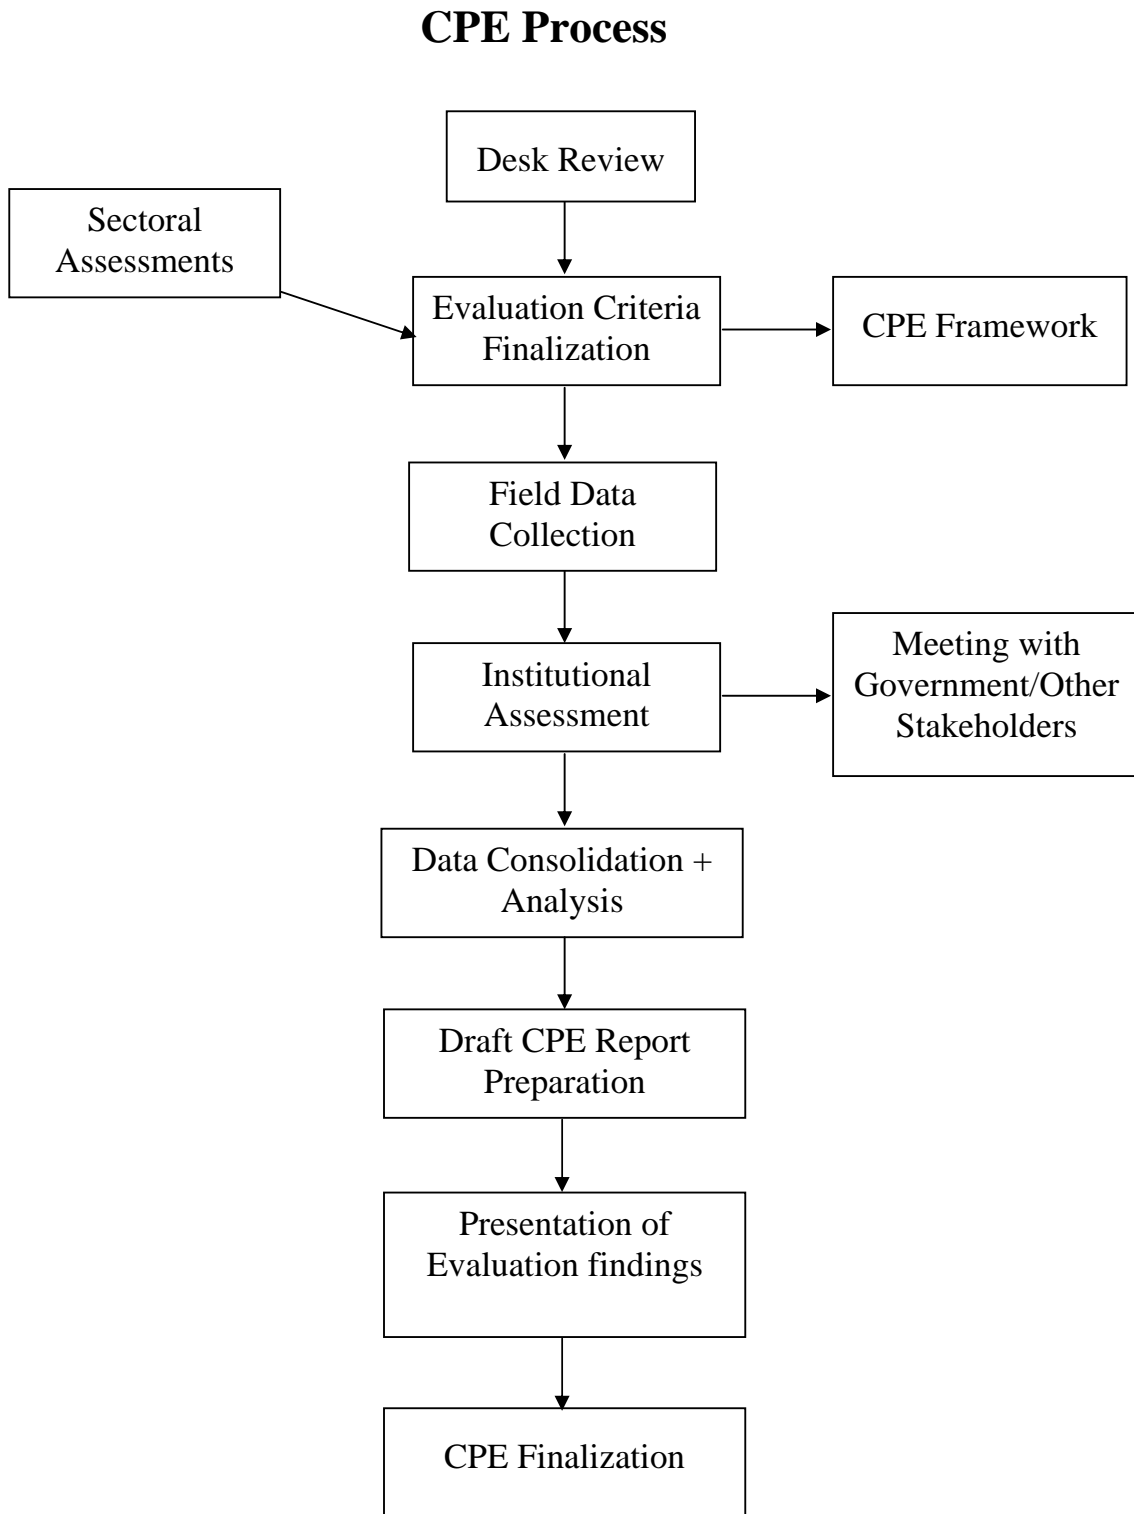 CPE Process
Desk Review
Sectoral
Assessments
Evaluation Criteria
Finalization
CPE Framework
Field Data
Collection
Institutional
Assessment
Meeting with
Government/Other
Stakeholders
Data Consolidation +
Analysis
Draft CPE Report
Preparation
Presentation of
Evaluation findings
CPE Finalization